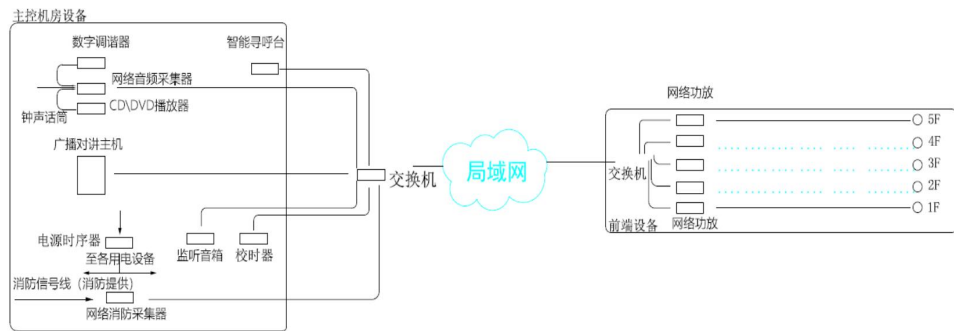 主控机房设备
数字调谐器
智能寻呼台
网络音频采集器
CD\DVD播放器
钟声话筒
广播对讲主机
交换机
电源时序器
至各用电设备
监听音箱
校时器
消防信号线（消防提供）
网络消防采集器
局域网
网络功放
5F
4F
3F
交换机
2F
1F
前端设备
网络功放